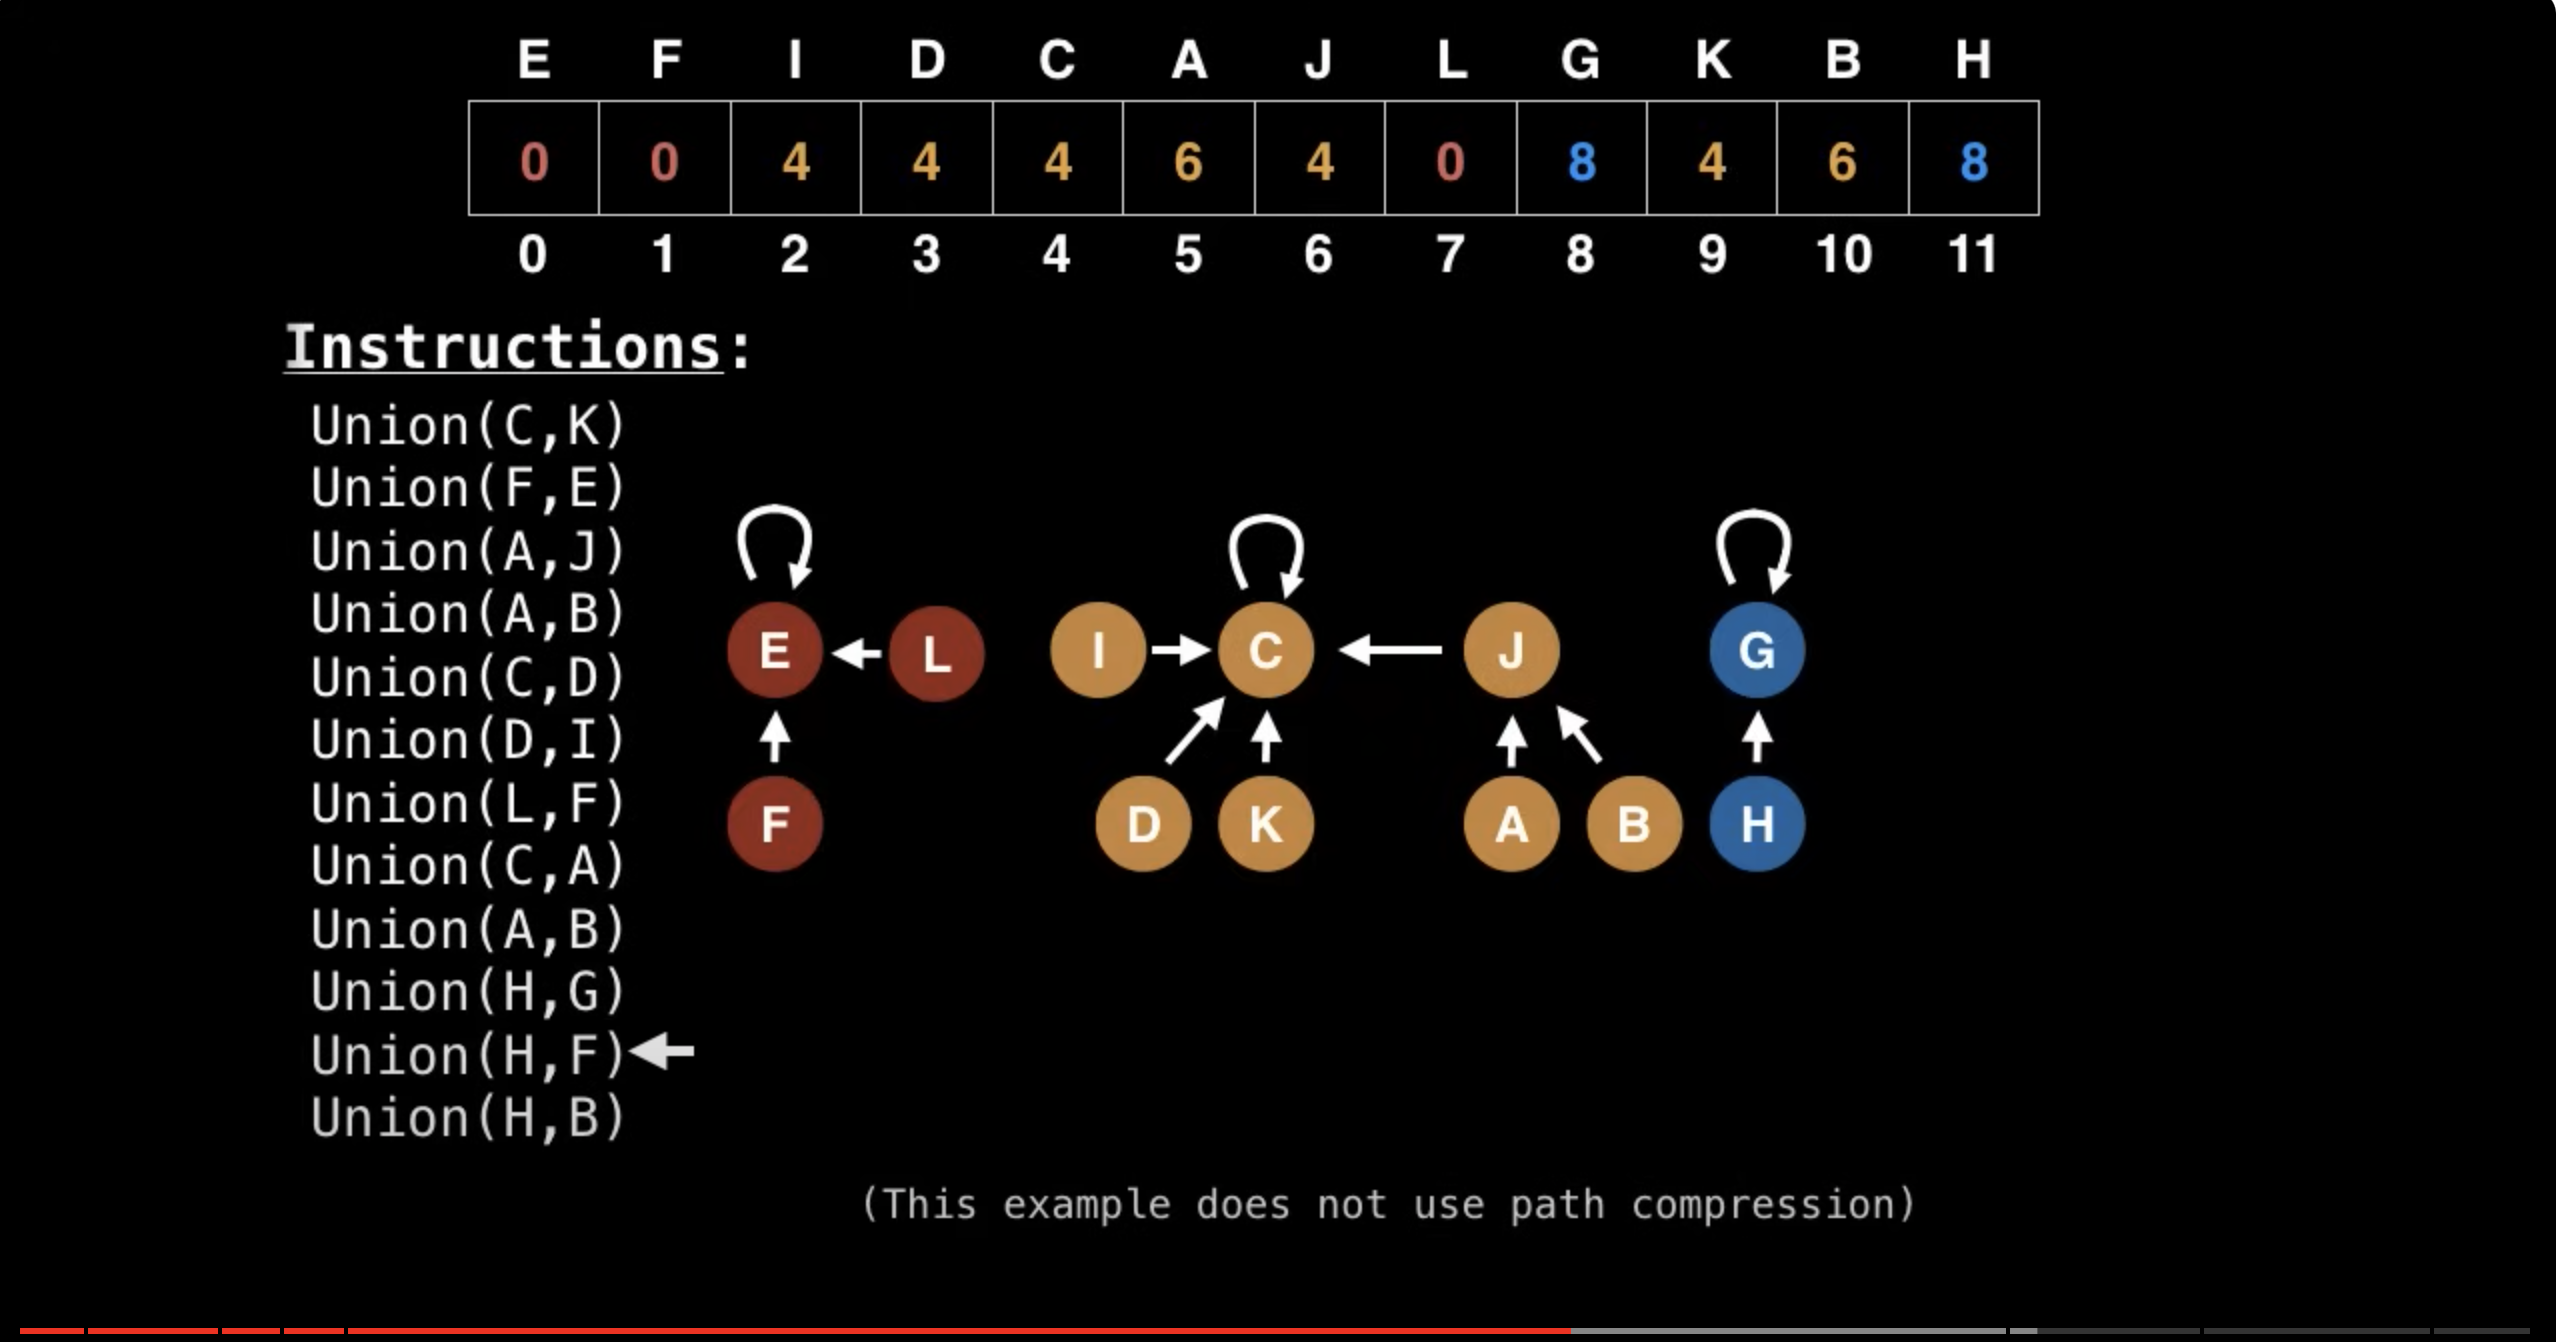 E F I D C A J L G K B H
0 0 4 4 4 6 4 0 8 4 6 8
0 1 2 3 4 5 6 7 8 9 10 11
Instructions:
Union(C,K)
Union(F,E)
Union(A,J)
Union(A,B)
Union(C,D)
Union(D,I)
Union(L,F)
Union(C,A)
Union(A,B)
Union(H,G)
Union(H,F)
Union(H,B)
E L I C J G
F D K A B H
(This example does not use path compression)